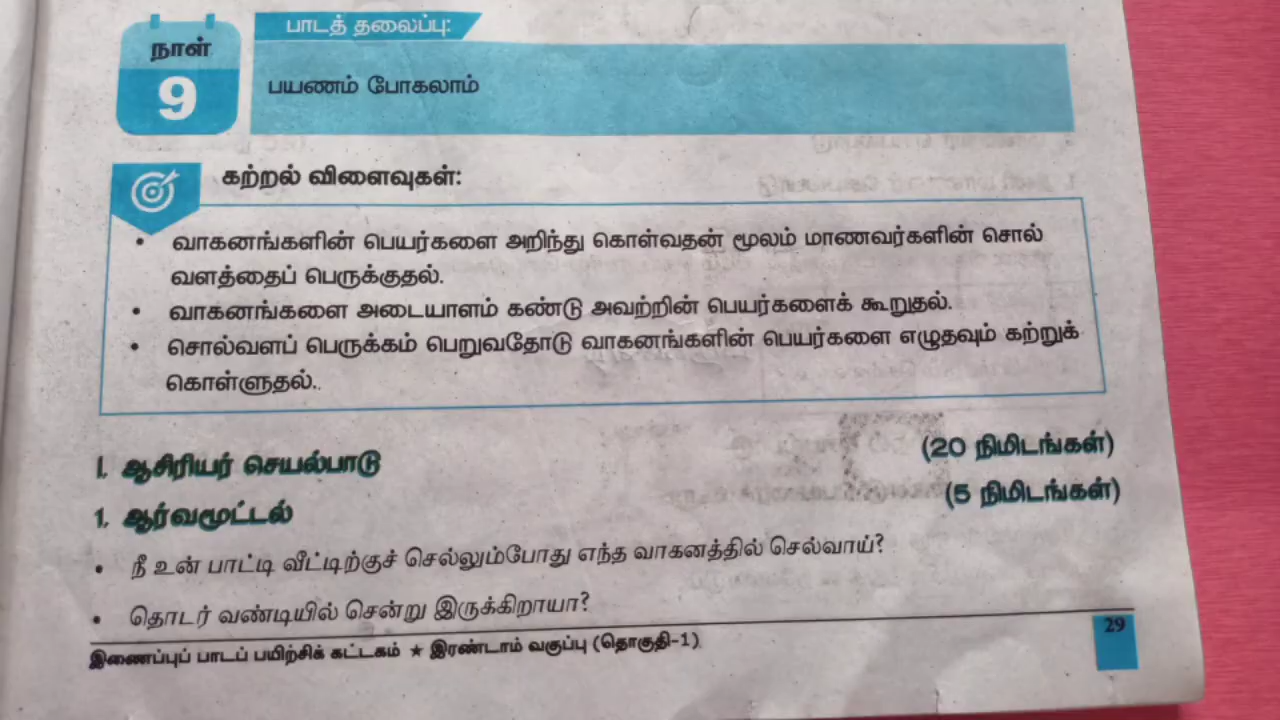 பாடத் தலைப்பு:
நாள்
9
பயணம் போகலாம்
கற்றல் விளைவுகள்:
• வாகனங்களின் பெயர்களை அறிந்து கொள்வதன் மூலம் மாணவர்களின் சொல்
வளத்தைப் பெருக்குதல்.
• வாகனங்களை அடையாளம் கண்டு அவற்றின் பெயர்களைக் கூறுதல்.
• சொல்வளப் பெருக்கம் பெறுவதோடு வாகனங்களின் பெயர்களை எழுதவும் கற்றுக்
கொள்ளுதல்..
I. ஆசிரியர் செயல்பாடு (20 நிமிடங்கள்)
1. ஆர்வமூட்டல் (5 நிமிடங்கள்)
• நீ உன் பாட்டி வீட்டிற்குச் செல்லும்போது எந்த வாகனத்தில் செல்வாய்?
• தொடர் வண்டியில் சென்று இருக்கிறாயா?
இணைப்புப் பாடப் பயிற்சிக் கட்டகம் ★ இரண்டாம் வகுப்பு (தொகுதி-1)
29